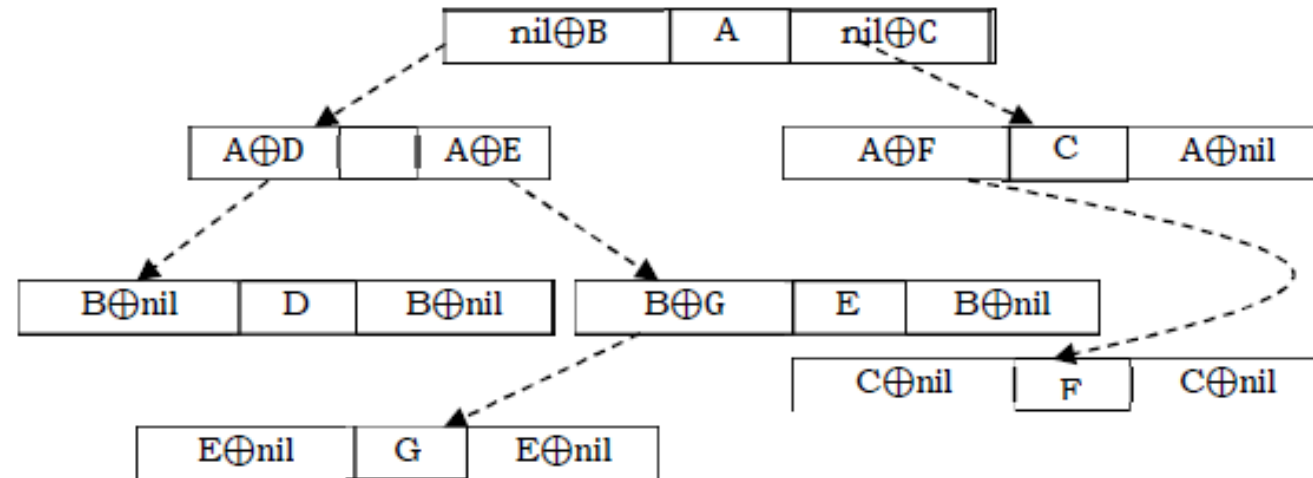 nil⊕B A nil⊕C
A⊕D A⊕E A⊕F C A⊕nil
B⊕nil D B⊕nil B⊕G E B⊕nil
C⊕nil F C⊕nil
E⊕nil G E⊕nil